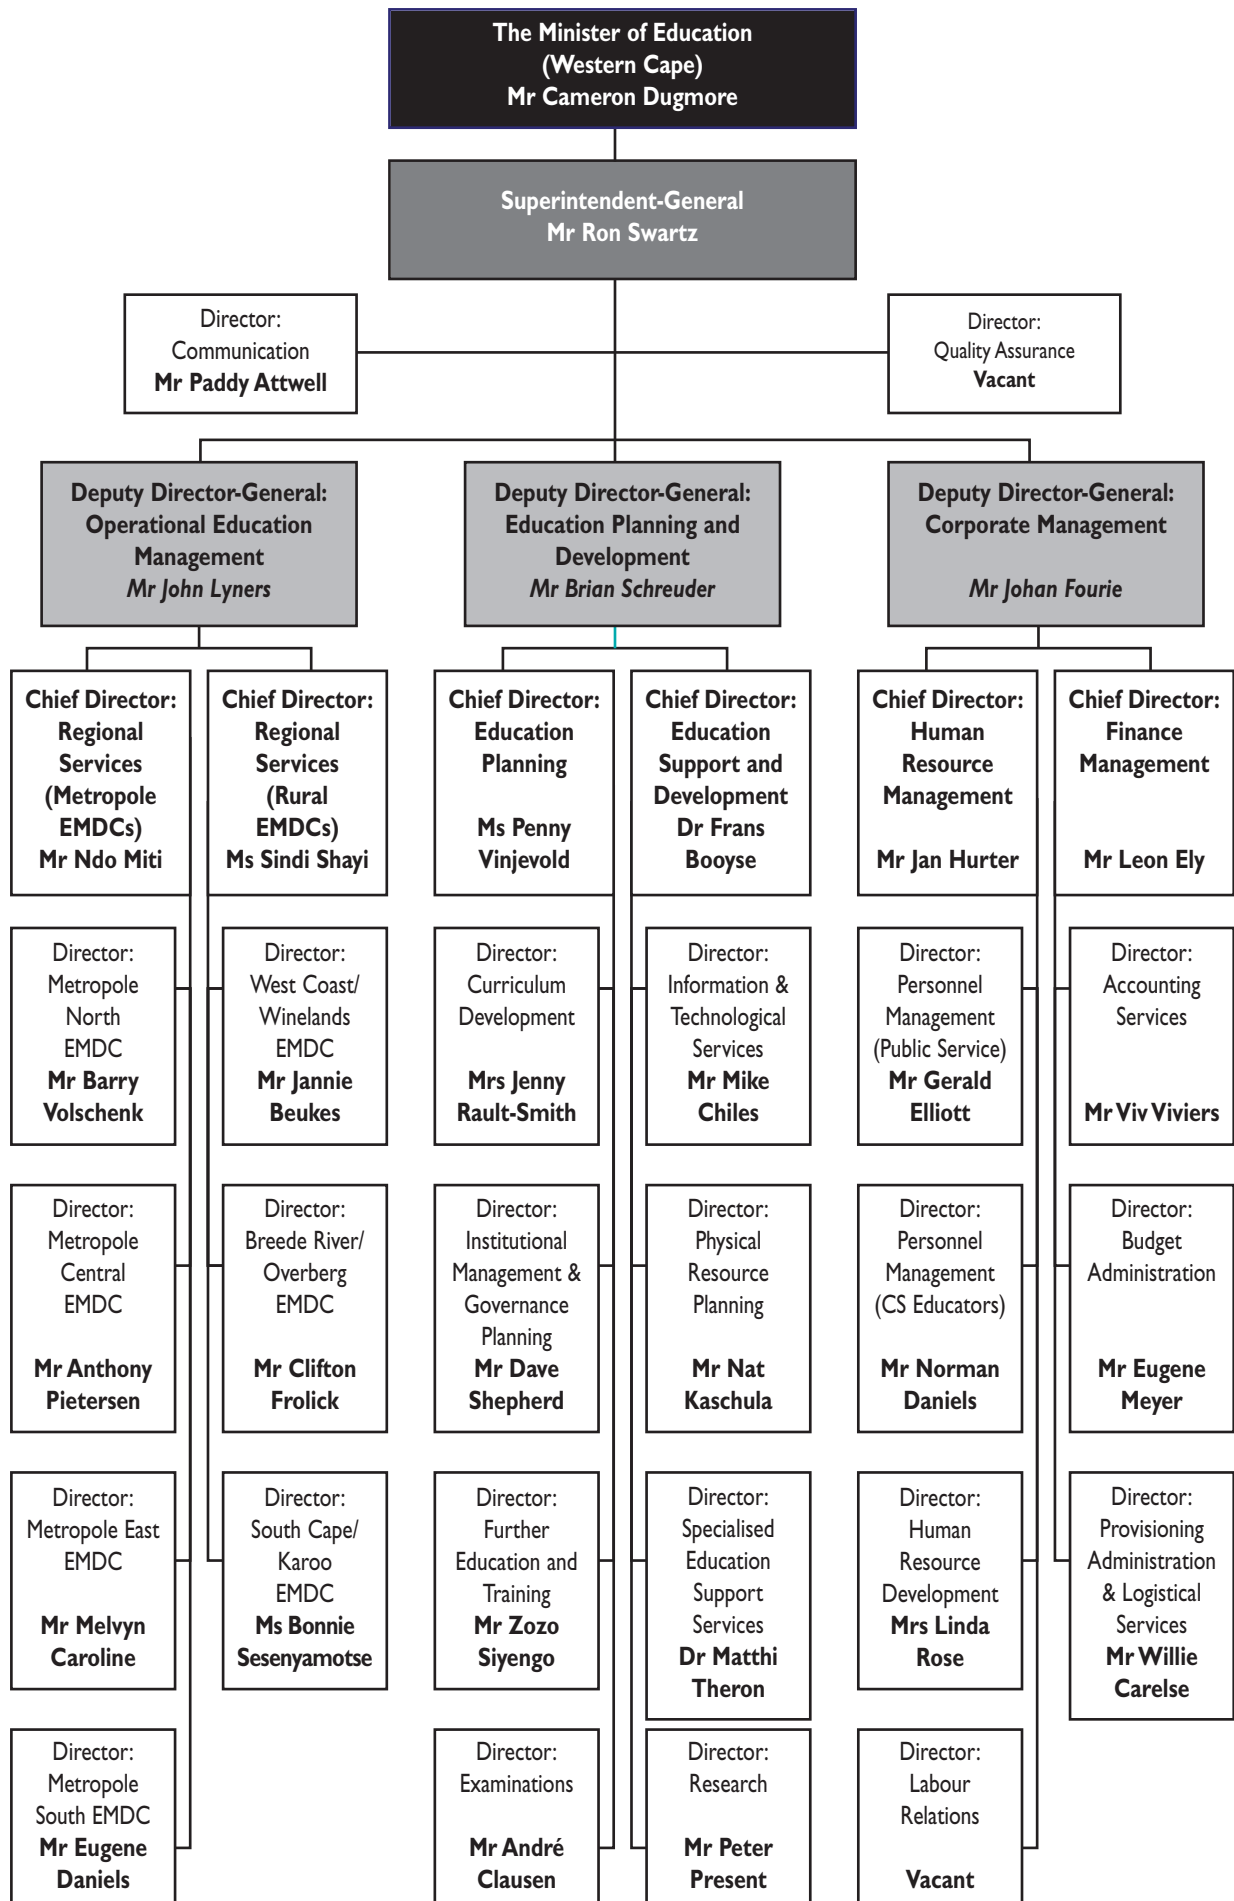 The Minister of Education
(Western Cape)
Mr Cameron Dugmore
Superintendent-General
Mr Ron Swartz
Director:
Communication
Mr Paddy Attwell
Director:
Quality Assurance
Vacant
Deputy Director-General:
Operational Education
Management
Mr John Lyners
Deputy Director-General:
Education Planning and
Development
Mr Brian Schreuder
Deputy Director-General:
Corporate Management
Mr Johan Fourie
Chief Director:
Regional
Services
(Metropole
EMDCs)
Mr Ndo Miti
Chief Director:
Regional
Services
(Rural
EMDCs)
Ms Sindi Shayi
Chief Director:
Education
Planning
Ms Penny
Vinjevold
Chief Director:
Education
Support and
Development
Dr Frans
Booyse
Chief Director:
Human
Resource
Management
Mr Jan Hurter
Chief Director:
Finance
Management
Mr Leon Ely
Director:
Metropole
North
EMDC
Mr Barry
Volschenk
Director:
West Coast/
Winelands
EMDC
Mr Jannie
Beukes
Director:
Curriculum
Development
Mrs Jenny
Rault-Smith
Director:
Information &
Technological
Services
Mr Mike
Chiles
Director:
Personnel
Management
(Public Service)
Mr Gerald
Elliott
Director:
Accounting
Services
Mr Viv Viviers
Director:
Metropole
Central
EMDC
Mr Anthony
Pietersen
Director:
Breede River/
Overberg
EMDC
Mr Clifton
Frolick
Director:
Institutional
Management &
Governance
Planning
Mr Dave
Shepherd
Director:
Physical
Resource
Planning
Mr Nat
Kaschula
Director:
Personnel
Management
(CS Educators)
Mr Norman
Daniels
Director:
Budget
Administration
Mr Eugene
Meyer
Director:
Metropole East
EMDC
Mr Melvyn
Caroline
Director:
South Cape/
Karoo
EMDC
Ms Bonnie
Sesenyamotse
Director:
Further
Education and
Training
Mr Zozo
Siyengo
Director:
Specialised
Education
Support
Services
Dr Matthi
Theron
Director:
Human
Resource
Development
Mrs Linda
Rose
Director:
Provisioning
Administration
& Logistical
Services
Mr Willie
Carelse
Director:
Metropole
South EMDC
Mr Eugene
Daniels
Director:
Examinations
Mr André
Clausen
Director:
Research
Mr Peter
Present
Director:
Labour
Relations
Vacant